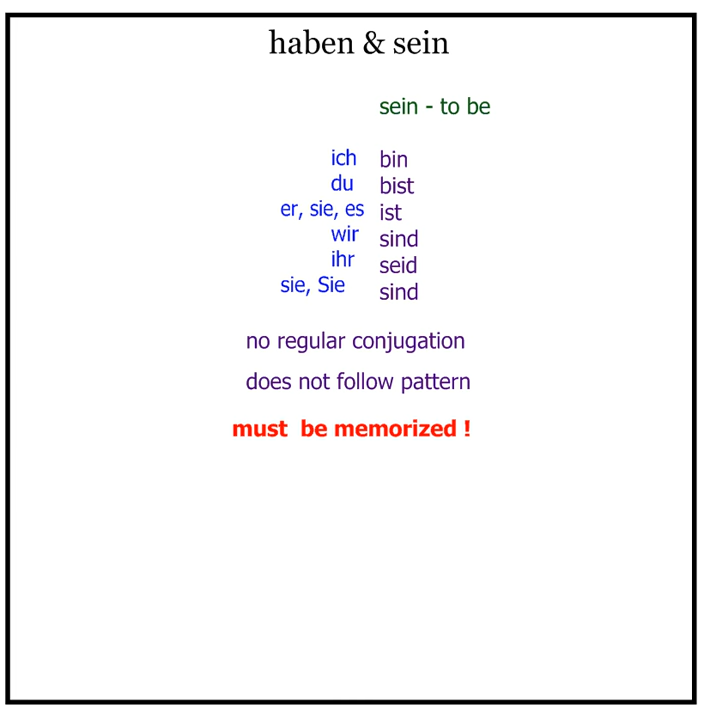 haben & sein
sein - to be
ich bin
du bist
er, sie, es ist
wir sind
ihr seid
sie, Sie sind
no regular conjugation
does not follow pattern
must be memorized !